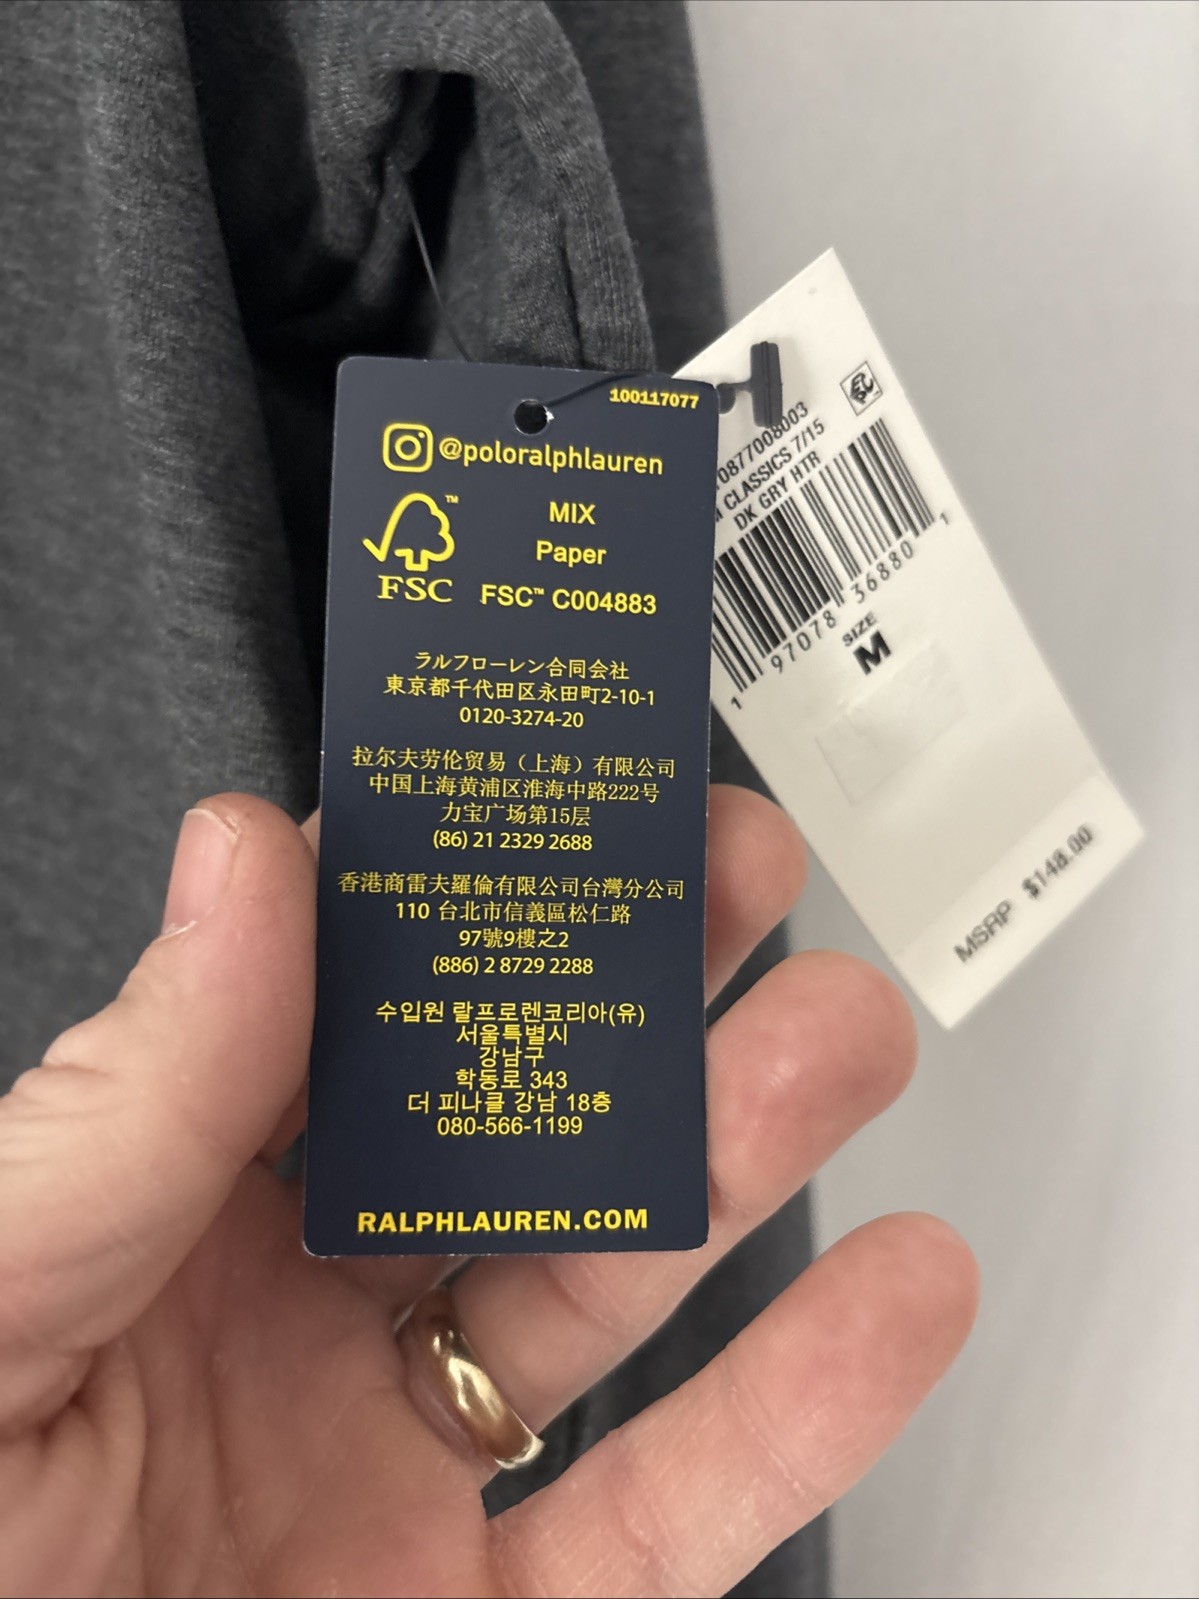 100117077
@poloralphlauren
MIX
Paper
FSC™ C004883
™
FSC
ラルフローレン合同会社
東京都千代田区永田町2-10-1
0120-3274-20
拉尔夫劳伦贸易（上海）有限公司
中国上海黄浦区淮海中路222号
力宝广场第15层
(86) 21 2329 2688
香港商雷夫羅倫有限公司台灣分公司
110 台北市信義區松仁路
97號9樓之2
(886) 2 8729 2288
수입원 랄프로렌코리아(유)
서울특별시
강남구
학동로 343
더 피나클 강남 18층
080-566-1199
RALPHLAUREN.COM
0877008003
CLASSICS 7/15
DK GRY HTR
1 97078 36880 1
SIZE
M
MSRP $148.00